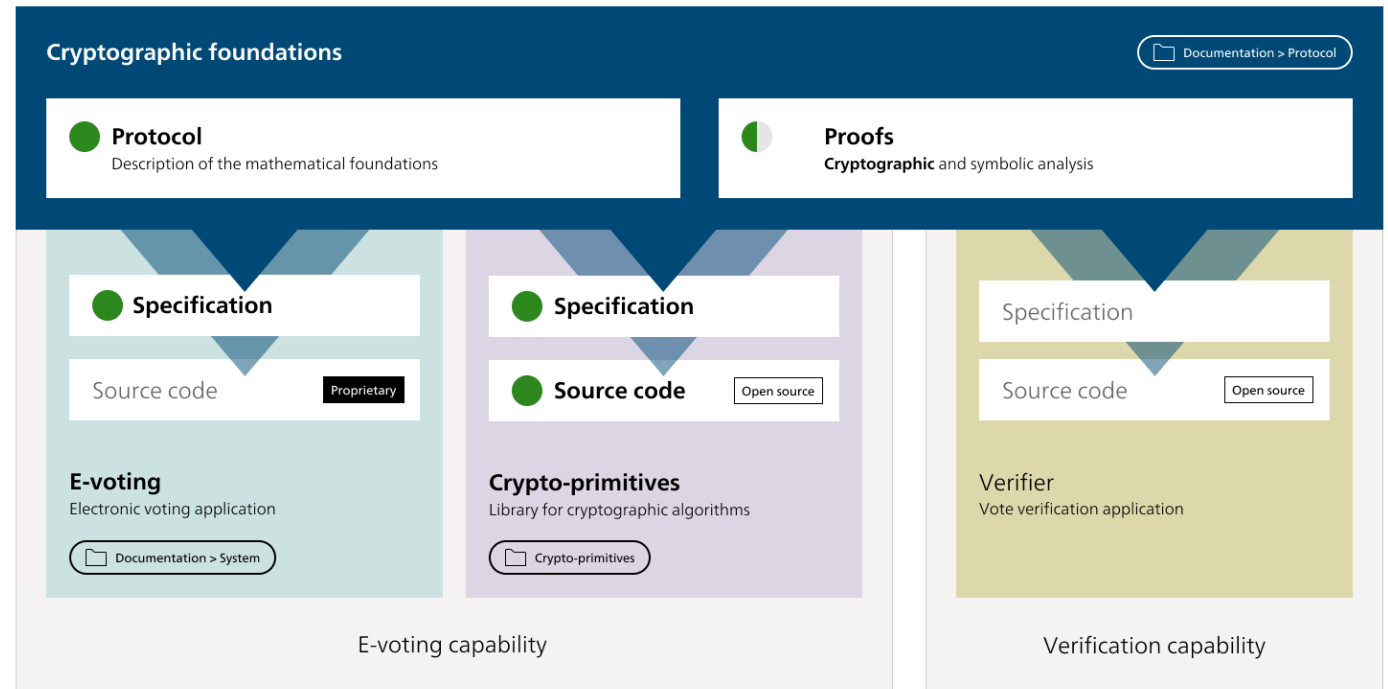 Cryptographic foundations
Documentation > Protocol
Protocol
Description of the mathematical foundations
Proofs
Cryptographic and symbolic analysis
Specification
Source code
Proprietary
E-voting
Electronic voting application
Documentation > System
Specification
Source code
Open source
Crypto-primitives
Library for cryptographic algorithms
Crypto-primitives
E-voting capability
Specification
Source code
Open source
Verifier
Vote verification application
Verification capability